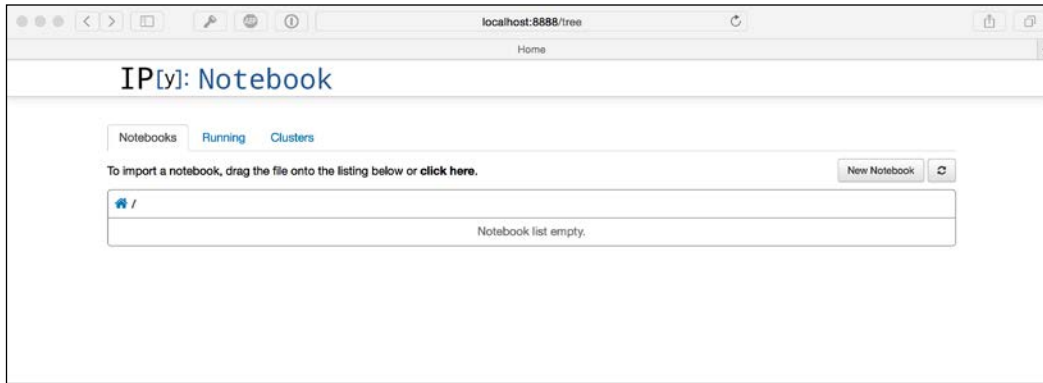 localhost:8888/tree
Home
IP[y]: Notebook
Notebooks Running Clusters
To import a notebook, drag the file onto the listing below or click here. New Notebook
/
Notebook list empty.